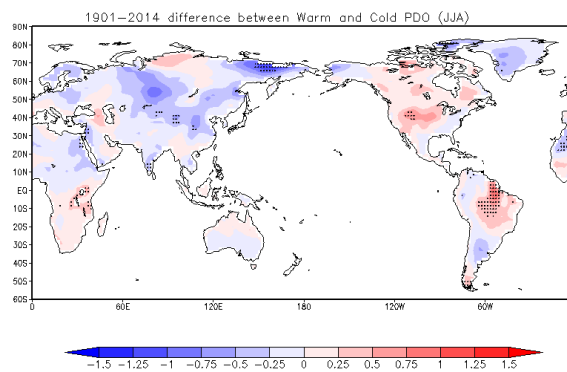 1901−2014 difference between Warm and Cold PDO (JJA)
90N
80N
70N
60N
50N
40N
30N
20N
10N
EQ
10S
20S
30S
40S
50S
60S
0 60E 120E 180 120W 60W
−1.5 −1.25 −1 −0.75 −0.5 −0.25 0 0.25 0.5 0.75 1 1.25 1.5